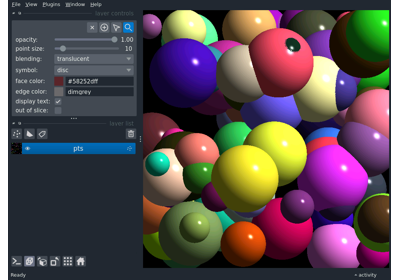 File View Plugins Window Help
layer controls
opacity: 1.00
point size: 10
blending: translucent
symbol: disc
face color: #58252dff
edge color: dimgrey
display text:
out of slice:
layer list
pts
Ready
activity